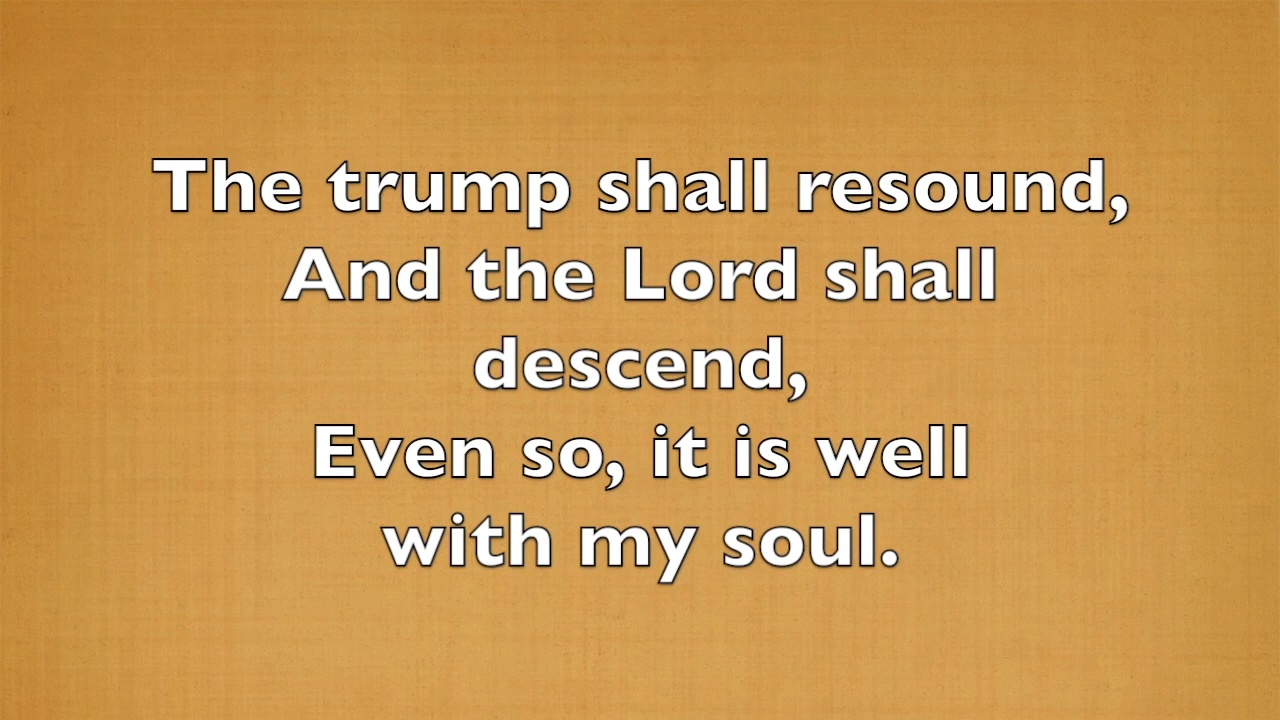 The trump shall resound,
And the Lord shall
descend,
Even so, it is well
with my soul.